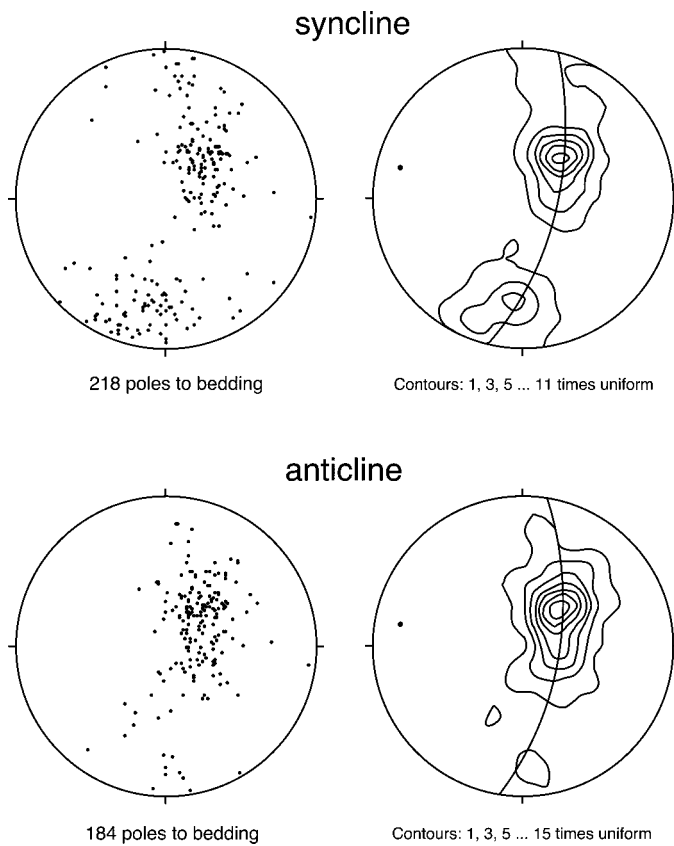 syncline
218 poles to bedding
Contours: 1, 3, 5 ... 11 times uniform
anticline
184 poles to bedding
Contours: 1, 3, 5 ... 15 times uniform